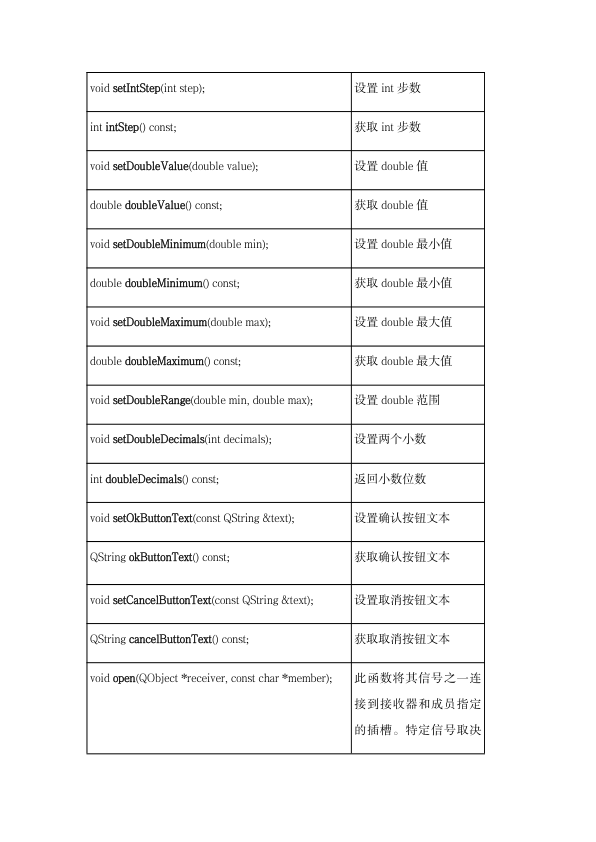 void setIntStep(int step); 设置 int 步数
int intStep() const; 获取 int 步数
void setDoubleValue(double value); 设置 double 值
double doubleValue() const; 获取 double 值
void setDoubleMinimum(double min); 设置 double 最小值
double doubleMinimum() const; 获取 double 最小值
void setDoubleMaximum(double max); 设置 double 最大值
double doubleMaximum() const; 获取 double 最大值
void setDoubleRange(double min, double max); 设置 double 范围
void setDoubleDecimals(int decimals); 设置两个小数
int doubleDecimals() const; 返回小数位数
void setOkButtonText(const QString &text); 设置确认按钮文本
QString okButtonText() const; 获取确认按钮文本
void setCancelButtonText(const QString &text); 设置取消按钮文本
QString cancelButtonText() const; 获取取消按钮文本
void open(QObject *receiver, const char *member); 此函数将其信号之一连
接到接收器和成员指定
的插槽。特定信号取决